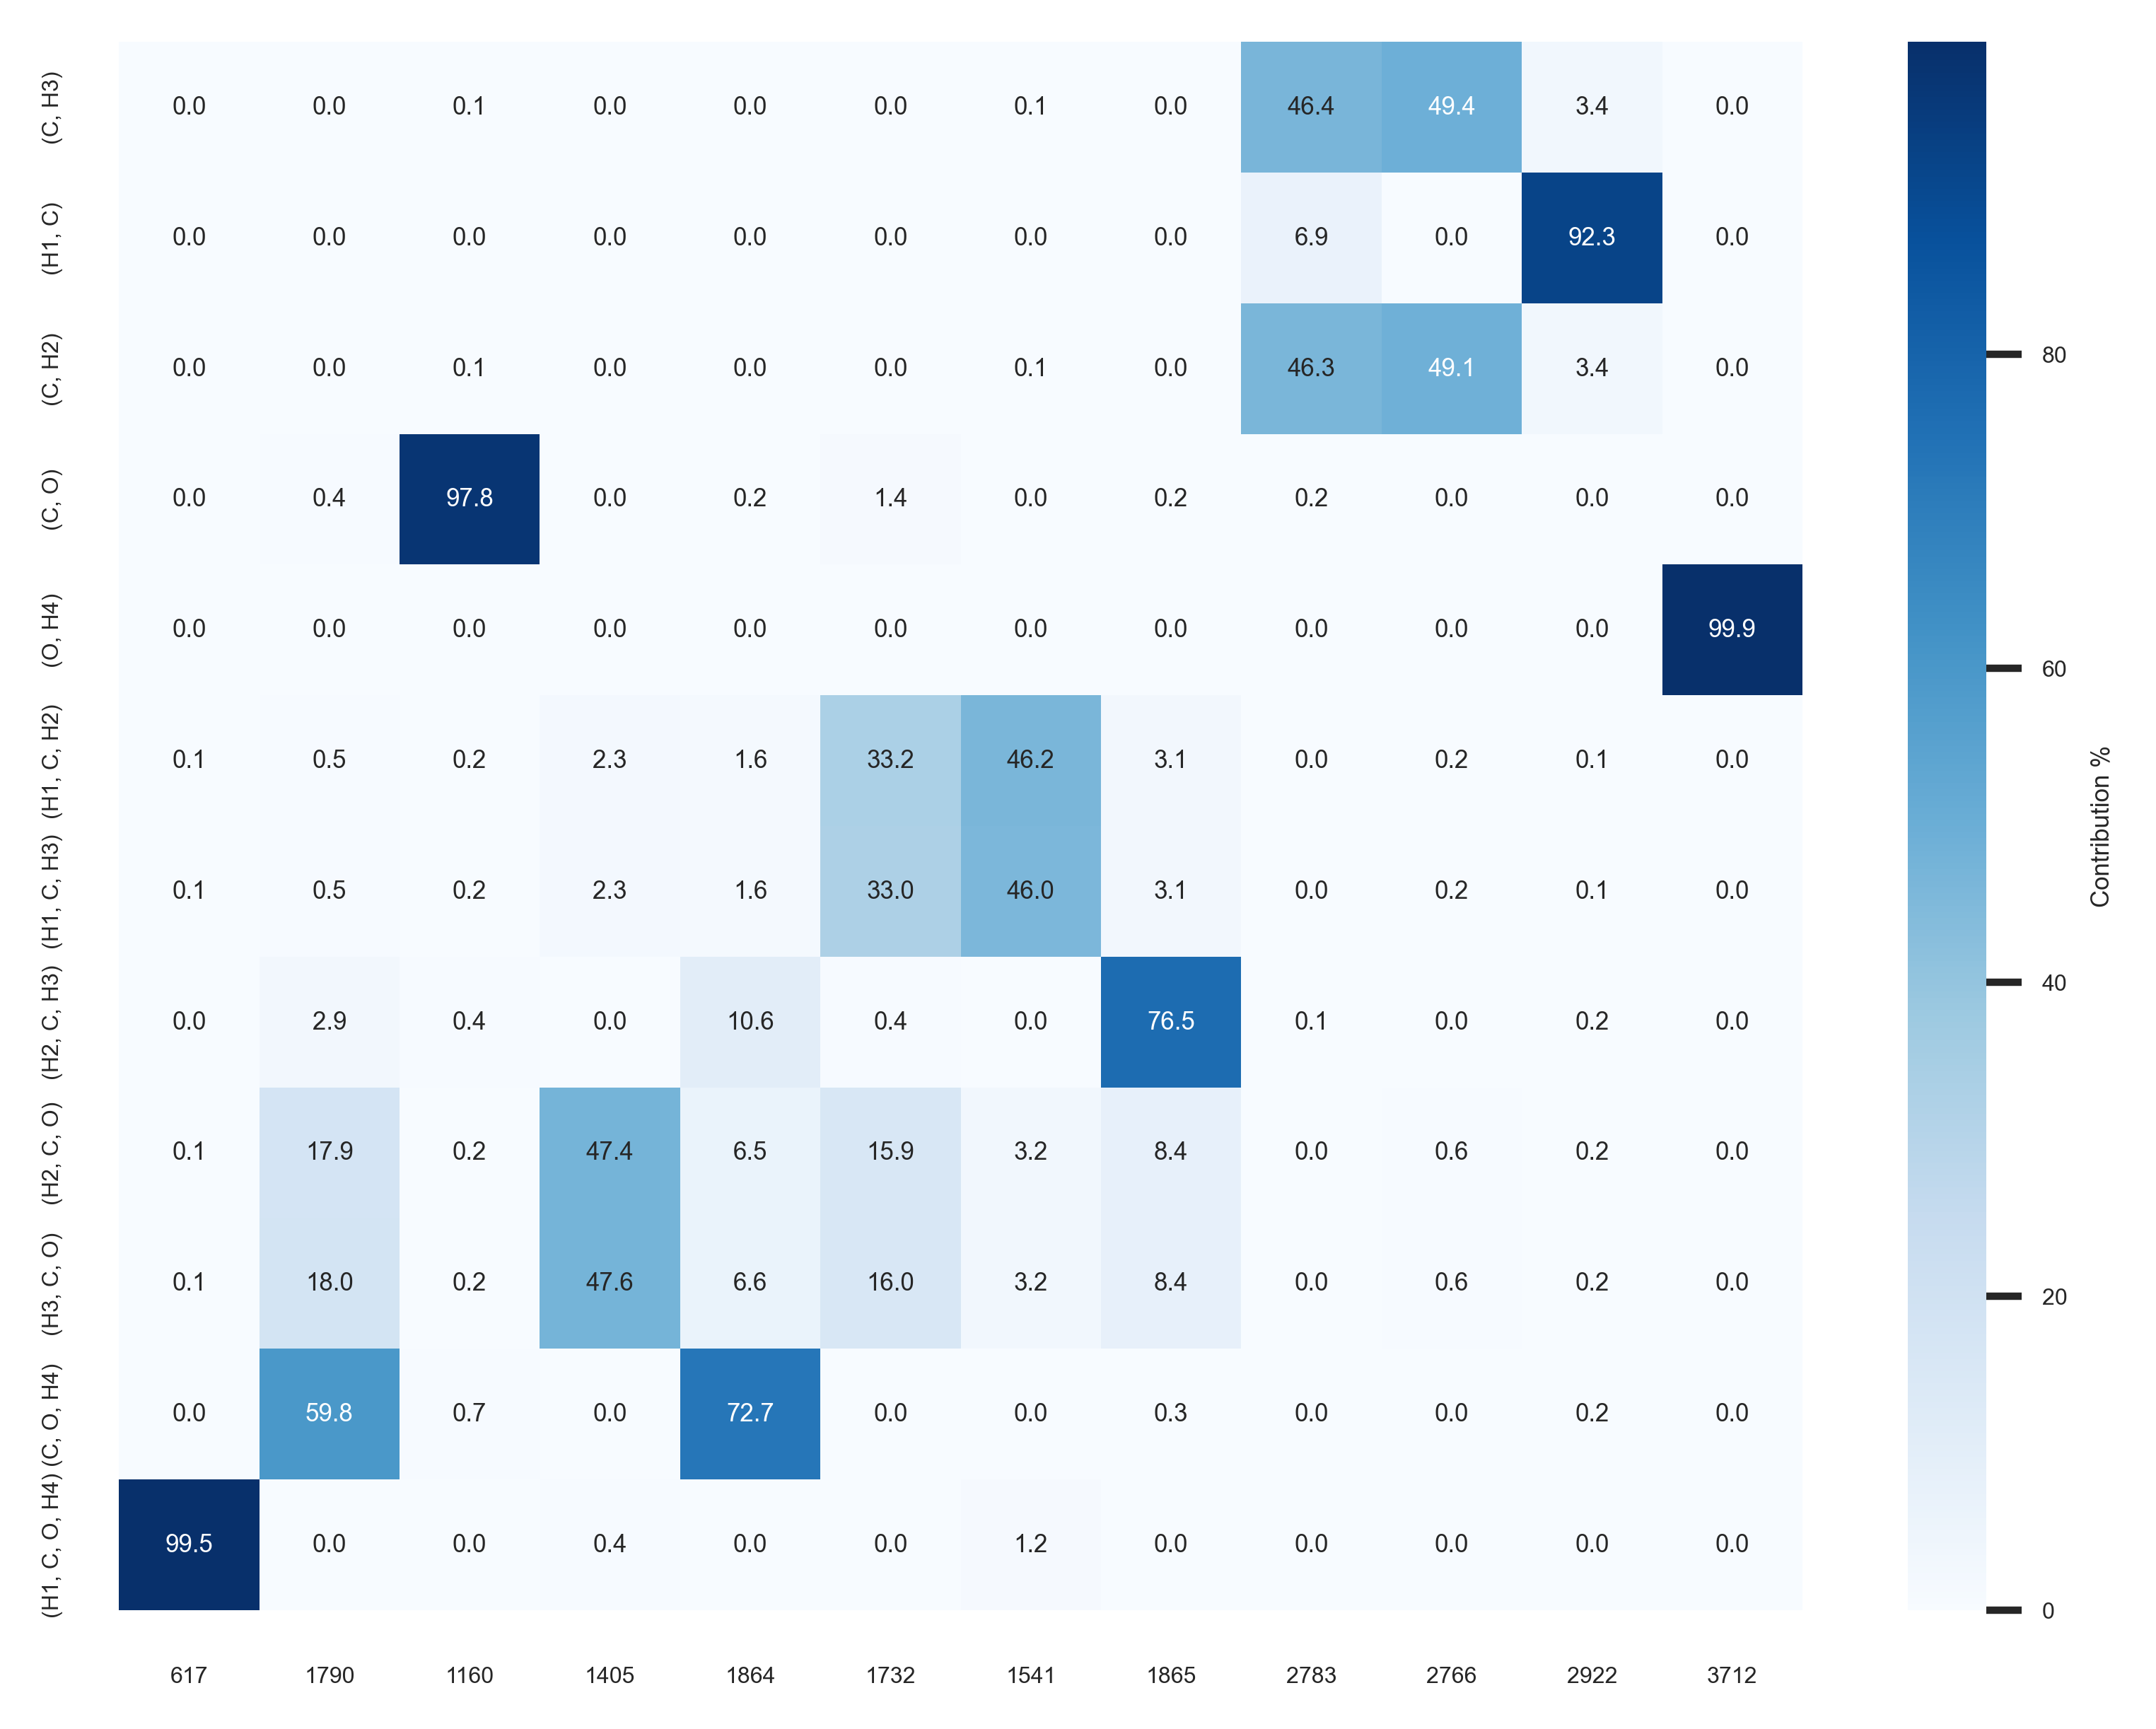 (C, H3) 0.0 0.0 0.1 0.0 0.0 0.0 0.1 0.0 46.4 49.4 3.4 0.0
(H1, C) 0.0 0.0 0.0 0.0 0.0 0.0 0.0 0.0 6.9 0.0 92.3 0.0
(C, H2) 0.0 0.0 0.1 0.0 0.0 0.0 0.1 0.0 46.3 49.1 3.4 0.0
(C, O) 0.0 0.4 97.8 0.0 0.2 1.4 0.0 0.2 0.2 0.0 0.0 0.0
(O, H4) 0.0 0.0 0.0 0.0 0.0 0.0 0.0 0.0 0.0 0.0 0.0 99.9
(H1, C, H2) 0.1 0.5 0.2 2.3 1.6 33.2 46.2 3.1 0.0 0.2 0.1 0.0
(H1, C, H3) 0.1 0.5 0.2 2.3 1.6 33.0 46.0 3.1 0.0 0.2 0.1 0.0
(H2, C, H3) 0.0 2.9 0.4 0.0 10.6 0.4 0.0 76.5 0.1 0.0 0.2 0.0
(H2, C, O) 0.1 17.9 0.2 47.4 6.5 15.9 3.2 8.4 0.0 0.6 0.2 0.0
(H3, C, O) 0.1 18.0 0.2 47.6 6.6 16.0 3.2 8.4 0.0 0.6 0.2 0.0
(C, O, H4) 0.0 59.8 0.7 0.0 72.7 0.0 0.0 0.3 0.0 0.0 0.2 0.0
(H1, C, O, H4) 99.5 0.0 0.0 0.4 0.0 0.0 1.2 0.0 0.0 0.0 0.0 0.0
617 1790 1160 1405 1864 1732 1541 1865 2783 2766 2922 3712
80
60
40
20
0
Contribution %